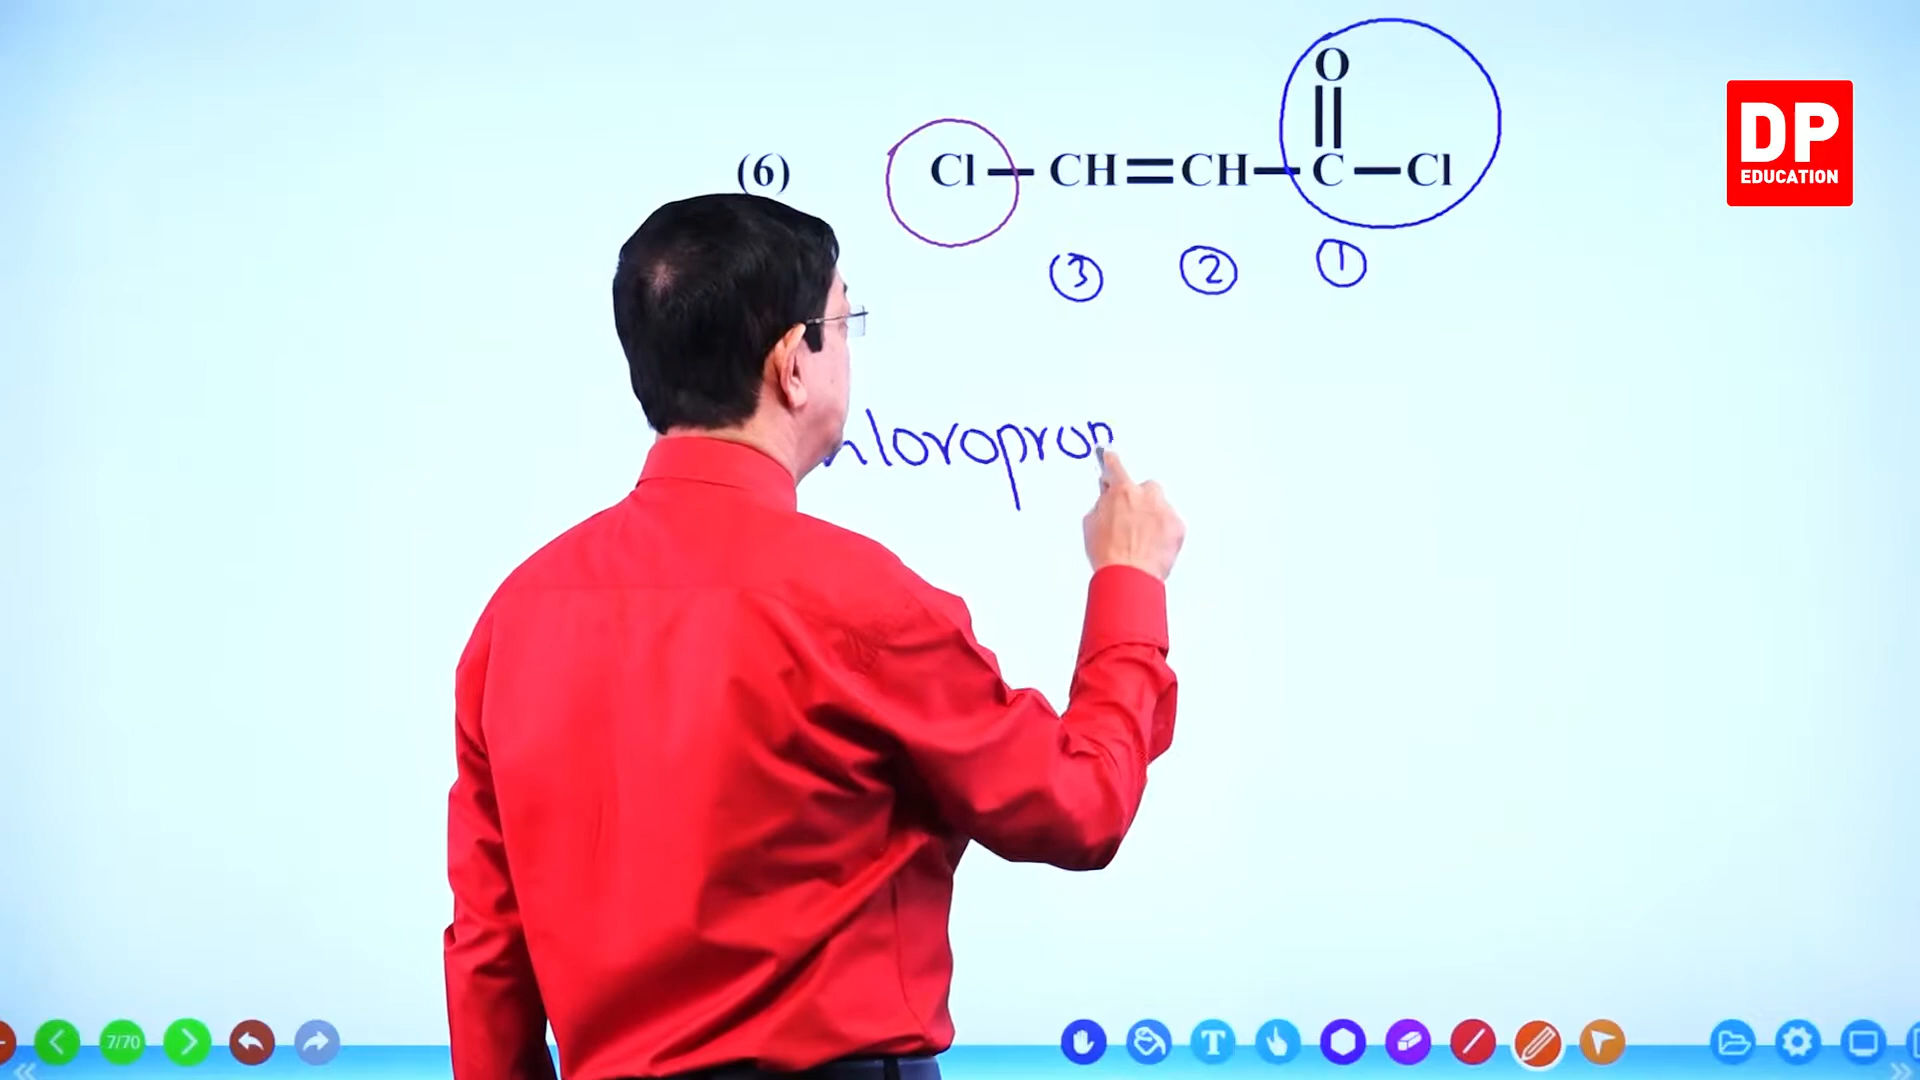 O
(6) Cl — CH = CH — C — Cl
3 2 1
hloroprop
DP
EDUCATION
7/70
T